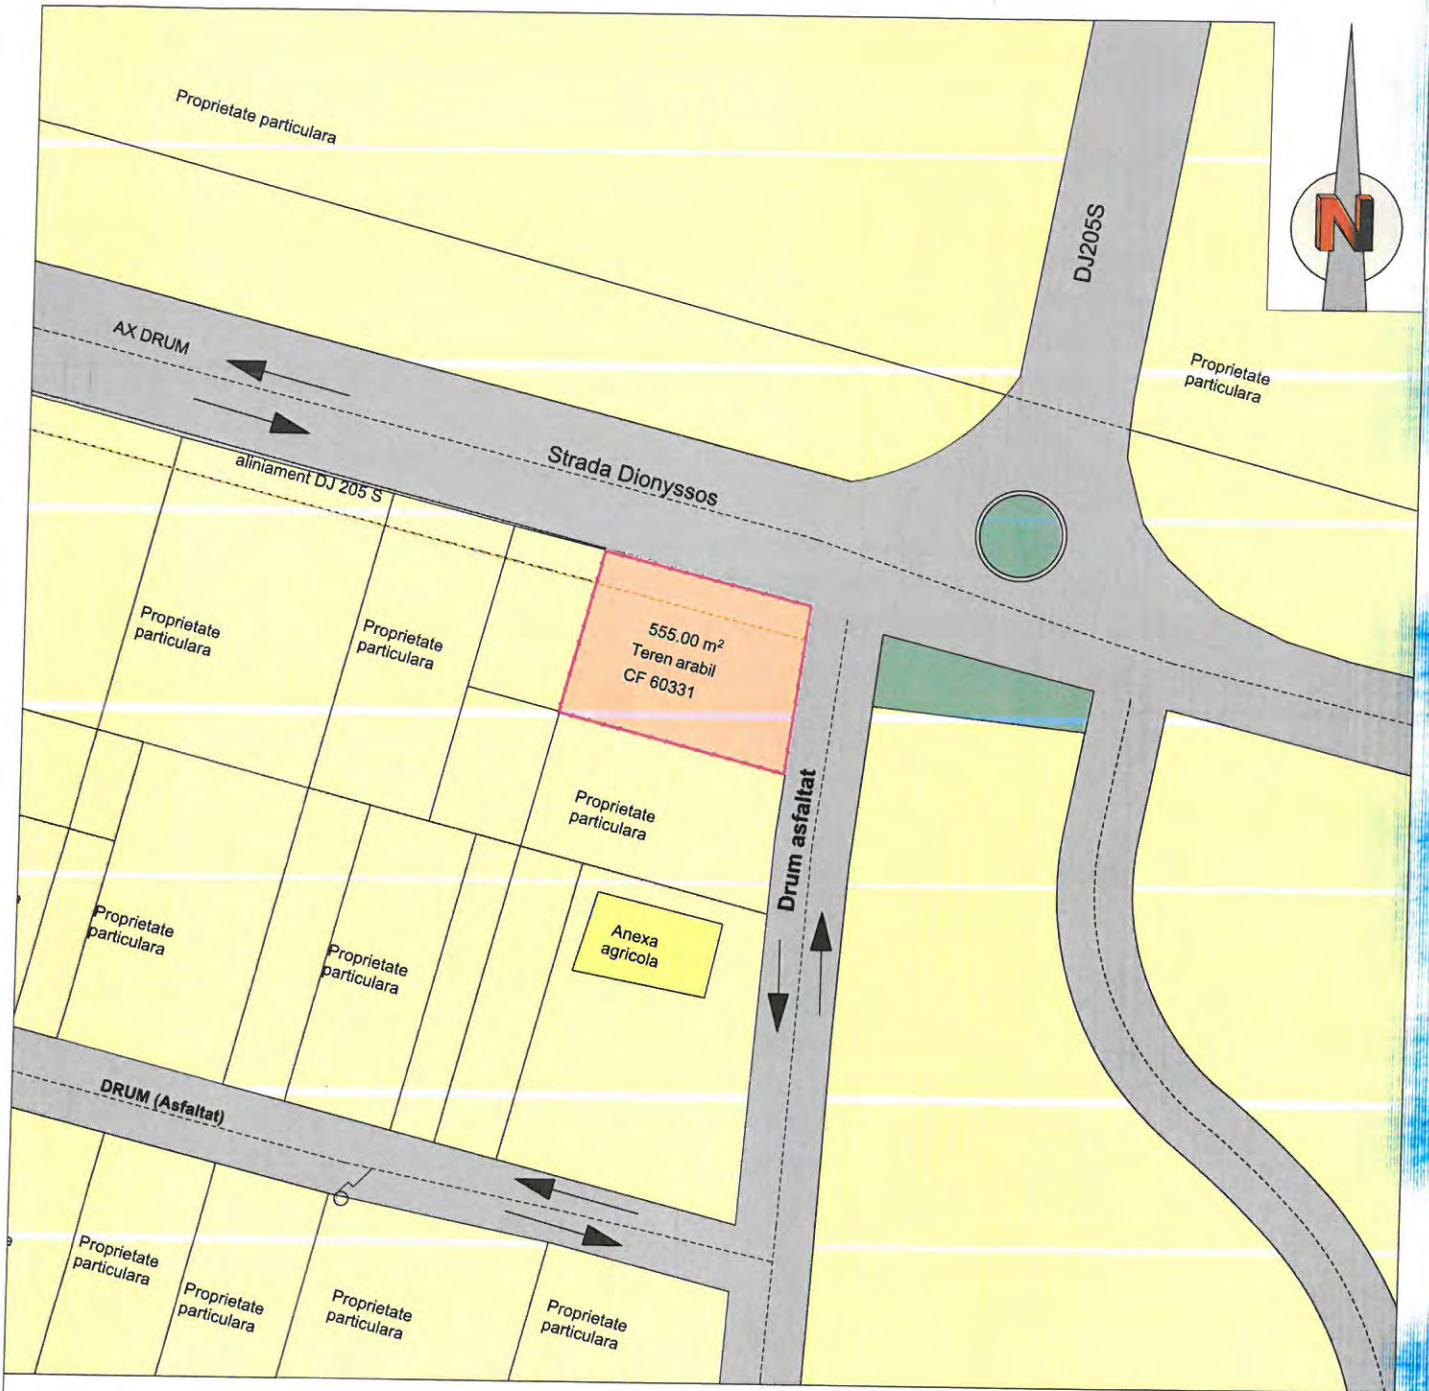 Proprietate particulara
N
DJ205S
AX DRUM
Proprietate
particulara
Strada Dionyssos
aliniament DJ 205 S
Proprietate
particulara
Proprietate
particulara
555.00 m²
Teren arabil
CF 60331
Proprietate
particulara
Drum asfaltat
Proprietate
particulara
Proprietate
particulara
Anexa
agricola
DRUM (Asfaltat)
Proprietate
particulara
Proprietate
particulara
Proprietate
particulara
Proprietate
particulara